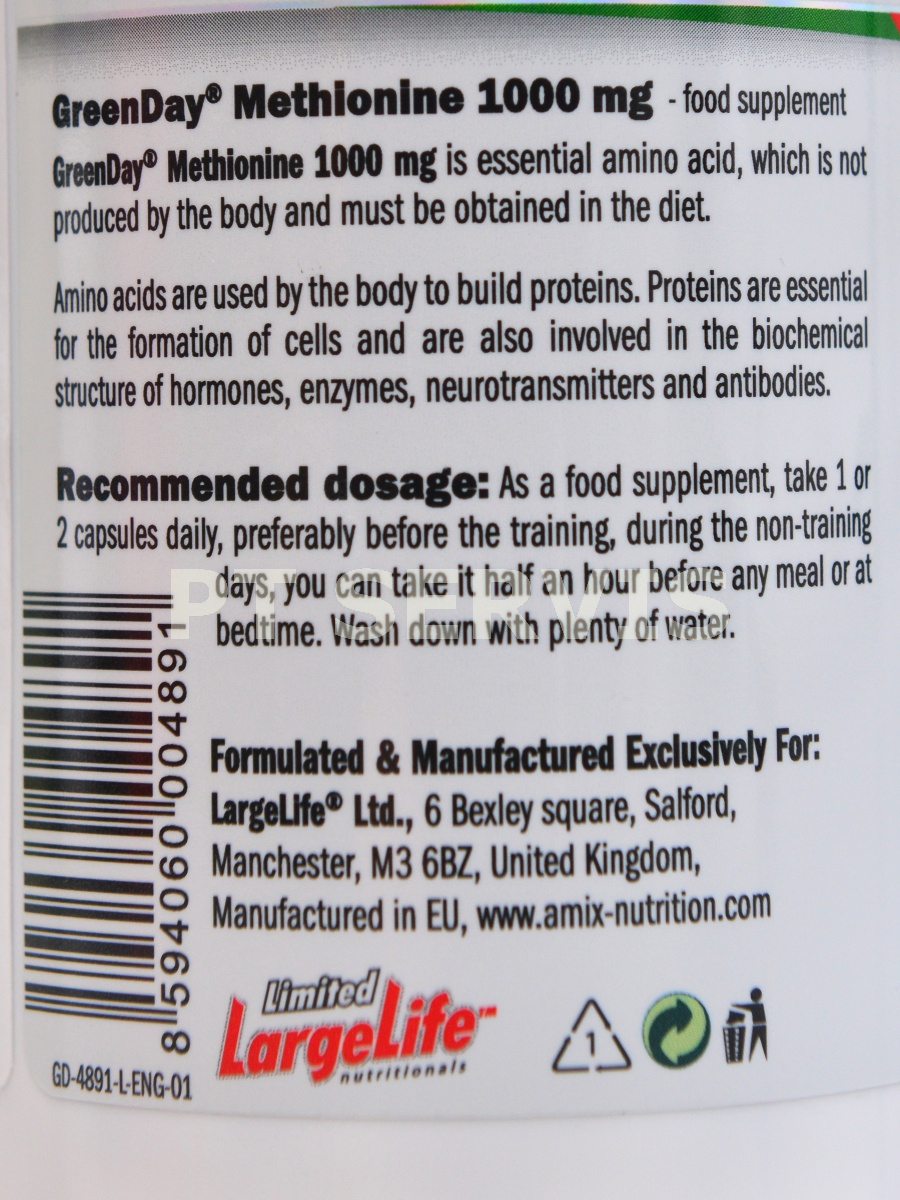 GreenDay® Methionine 1000 mg - food supplement
GreenDay® Methionine 1000 mg is essential amino acid, which is not
produced by the body and must be obtained in the diet.
Amino acids are used by the body to build proteins. Proteins are essential
for the formation of cells and are also involved in the biochemical
structure of hormones, enzymes, neurotransmitters and antibodies.
Recommended dosage: As a food supplement, take 1 or
2 capsules daily, preferably before the training, during the non-training
days, you can take it half an hour before any meal or at
bedtime. Wash down with plenty of water.
PT SERVIS
Formulated & Manufactured Exclusively For:
LargeLife® Ltd., 6 Bexley square, Salford,
Manchester, M3 6BZ, United Kingdom,
Manufactured in EU, www.amix-nutrition.com
8 594060 004891
GD-4891-L-ENG-01
Limited
LargeLife™
nutritionals
1